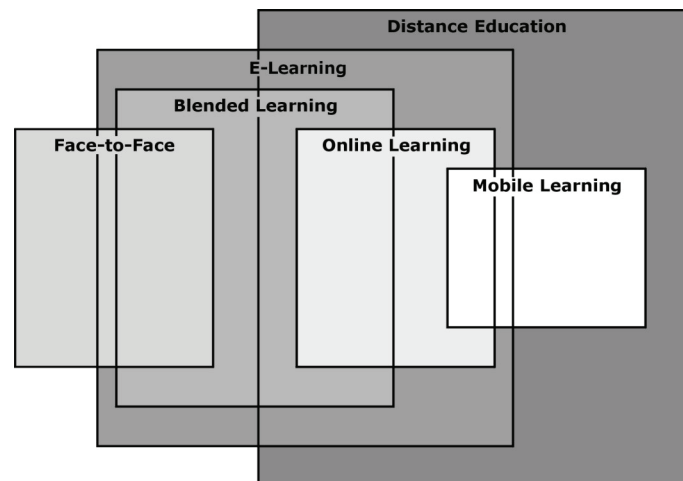 Distance Education
E-Learning
Blended Learning
Face-to-Face
Online Learning
Mobile Learning